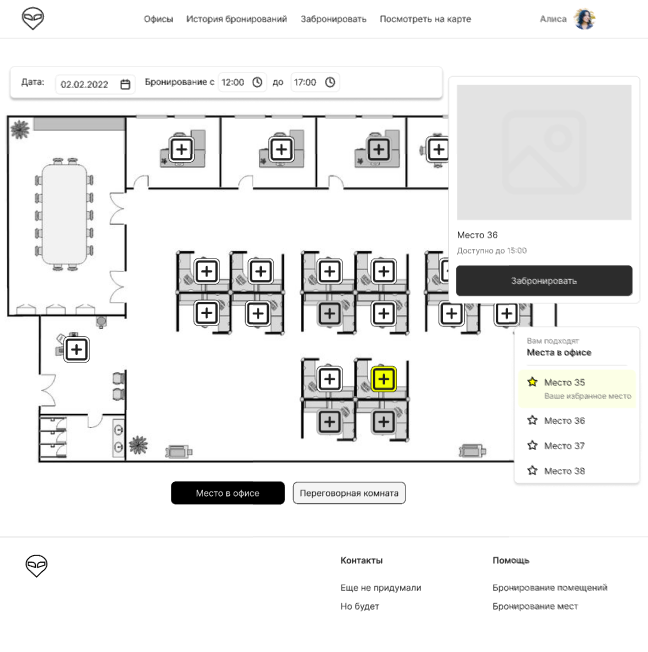 Офисы История бронирований Забронировать Посмотреть на карте Алиса
Дата: 02.02.2022 Бронирование с 12:00 до 17:00
Место 36
Доступно до 15:00
Забронировать
Вам подходят
Места в офисе
Место 35
Ваше избранное место
Место 36
Место 37
Место 38
Место в офисе Переговорная комната
Контакты Помощь
Еще не придумали Бронирование помещений
Но будет Бронирование мест